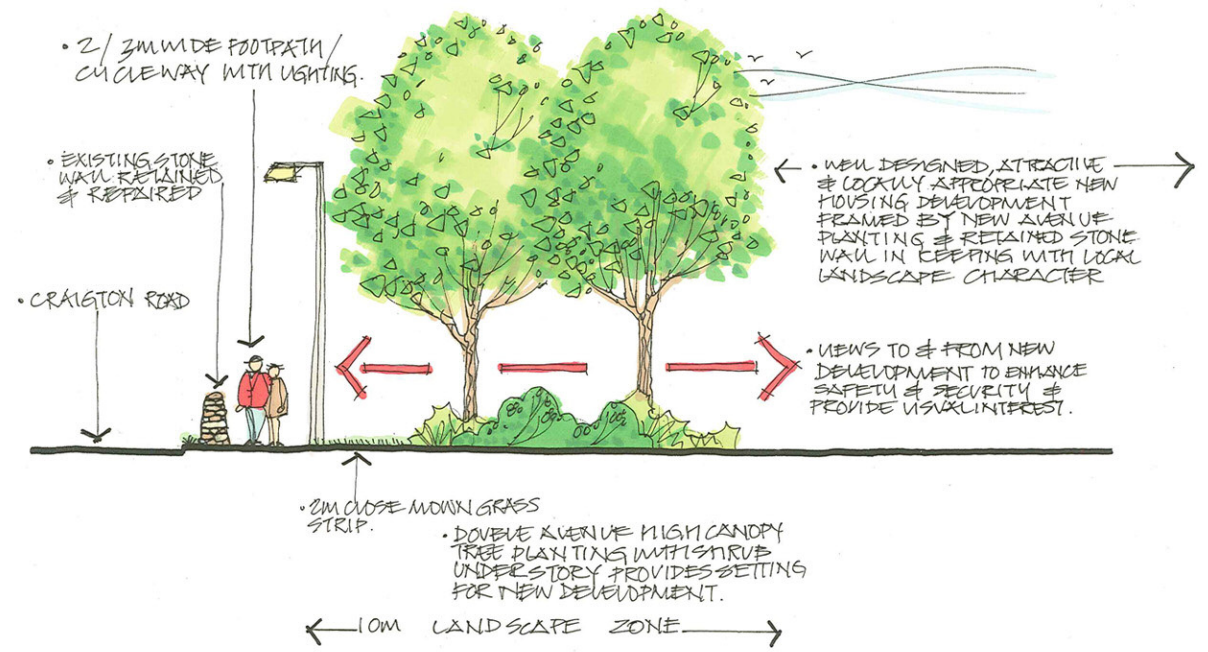 • 2/3M WIDE FOOTPATH/
CYCLEWAY WITH LIGHTING.
• EXISTING STONE
WALL RETAINED
& REPAIRED
• CRAIGTON ROAD
• WELL DESIGNED, ATTRACTIVE
& LOCALLY APPROPRIATE NEW
HOUSING DEVELOPMENT
FRAMED BY NEW AVENUE
PLANTING & RETAINED STONE
WALL IN KEEPING WITH LOCAL
LANDSCAPE CHARACTER
• VIEWS TO & FROM NEW
DEVELOPMENT TO ENHANCE
SAFETY & SECURITY &
PROVIDE VISUAL INTEREST.
• 2M CLOSE MOWN GRASS
STRIP.
• DOUBLE AVENUE HIGH CANOPY
TREE PLANTING WITH SHRUB
UNDERSTORY PROVIDES SETTING
FOR NEW DEVELOPMENT.
10M LANDSCAPE ZONE